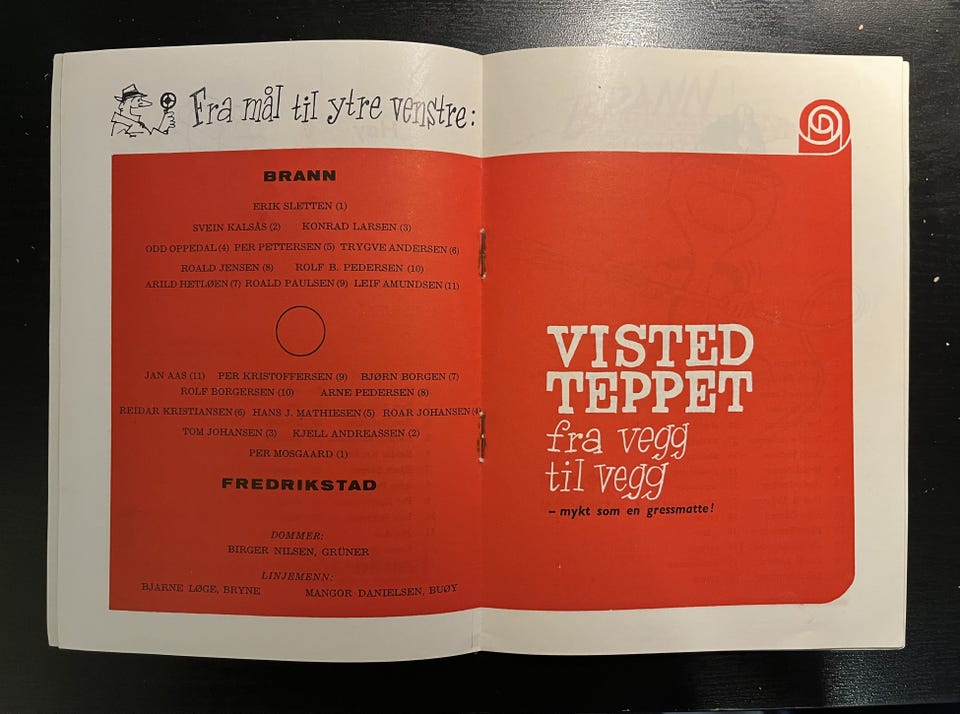 Fra mål til ytre venstre:
BRANN
ERIK SLETTEN (1)
SVEIN KALSÅS (2) KONRAD LARSEN (3)
ODD OPPEDAL (4) PER PETTERSEN (5) TRYGVE ANDERSEN (6)
ROALD JENSEN (8) ROLF B. PEDERSEN (10)
ARILD HETLØEN (7) ROALD PAULSEN (9) LEIF AMUNDSEN (11)
JAN AAS (11) PER KRISTOFFERSEN (9) BJØRN BORGEN (7)
ROLF BORGERSEN (10) ARNE PEDERSEN (8)
REIDAR KRISTIANSEN (6) HANS J. MATHIESEN (5) ROAR JOHANSEN (4)
TOM JOHANSEN (3) KJELL ANDREASSEN (2)
PER MOSGAARD (1)
FREDRIKSTAD
DOMMER:
BIRGER NILSEN, GRÜNER
LINJEMENN:
BJARNE LØGE, BRYNE MANGOR DANIELSEN, BUØY
VISTED
TEPPET
fra vegg
til vegg
– mykt som en gressmatte!